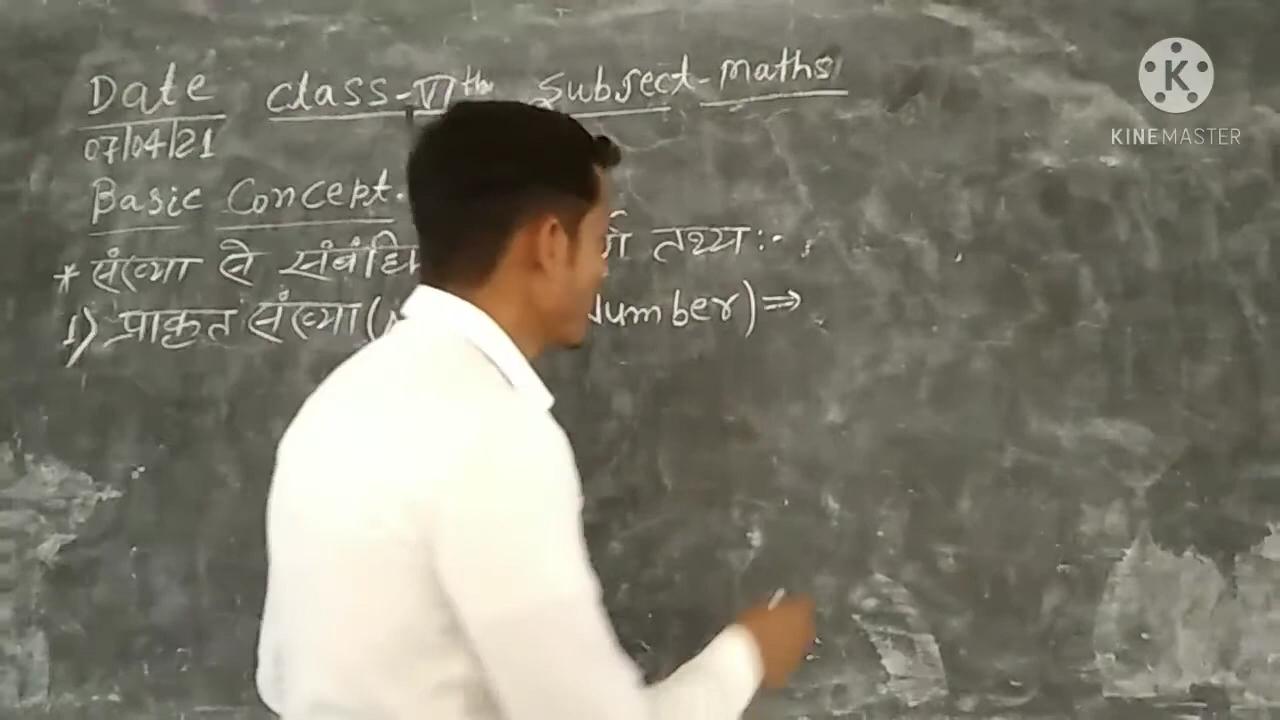 Date class-VIth Subject-maths
07/04/21
Basic Concept.
* संख्या से संबंधि तथ्य :-
1) प्राकृत संख्या ( Number) ⇒
K
KINEMASTER